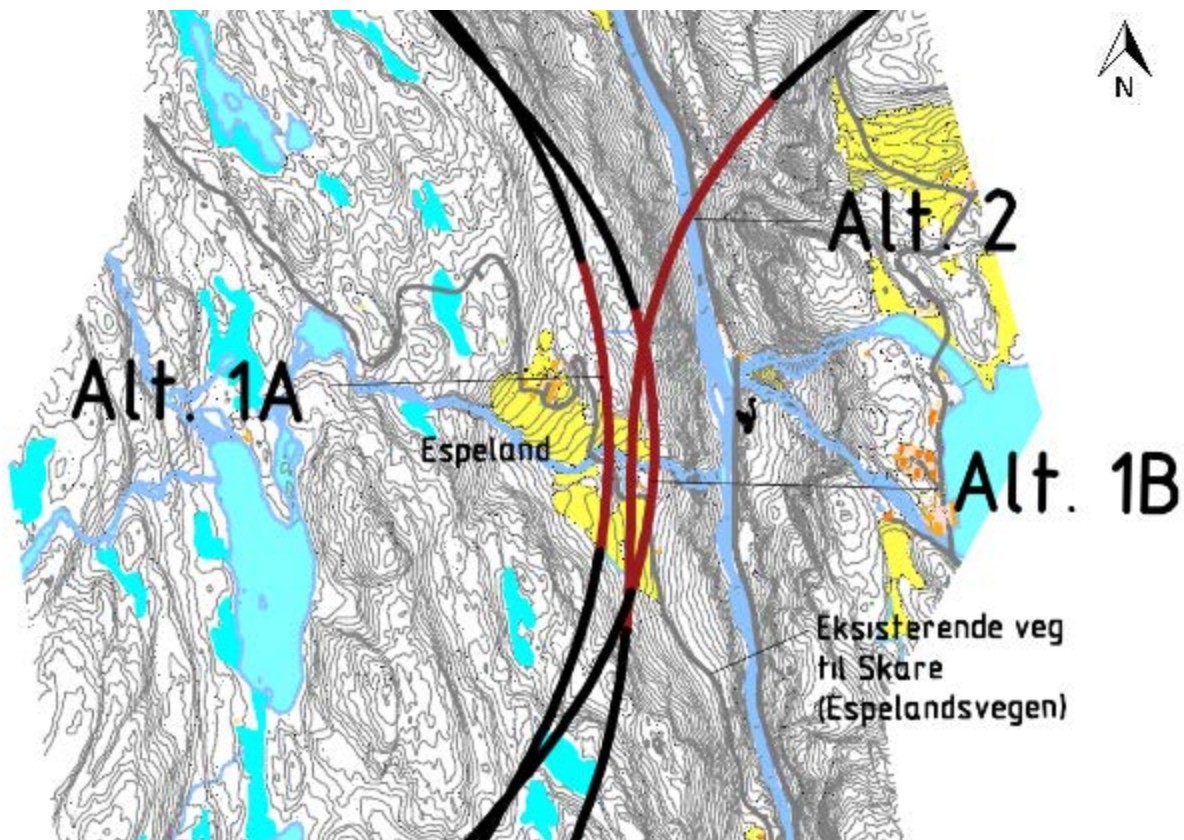 N
Alt. 2
Alt. 1A
Espeland
Alt. 1B
Eksisterende veg
til Skare
(Espelandsvegen)